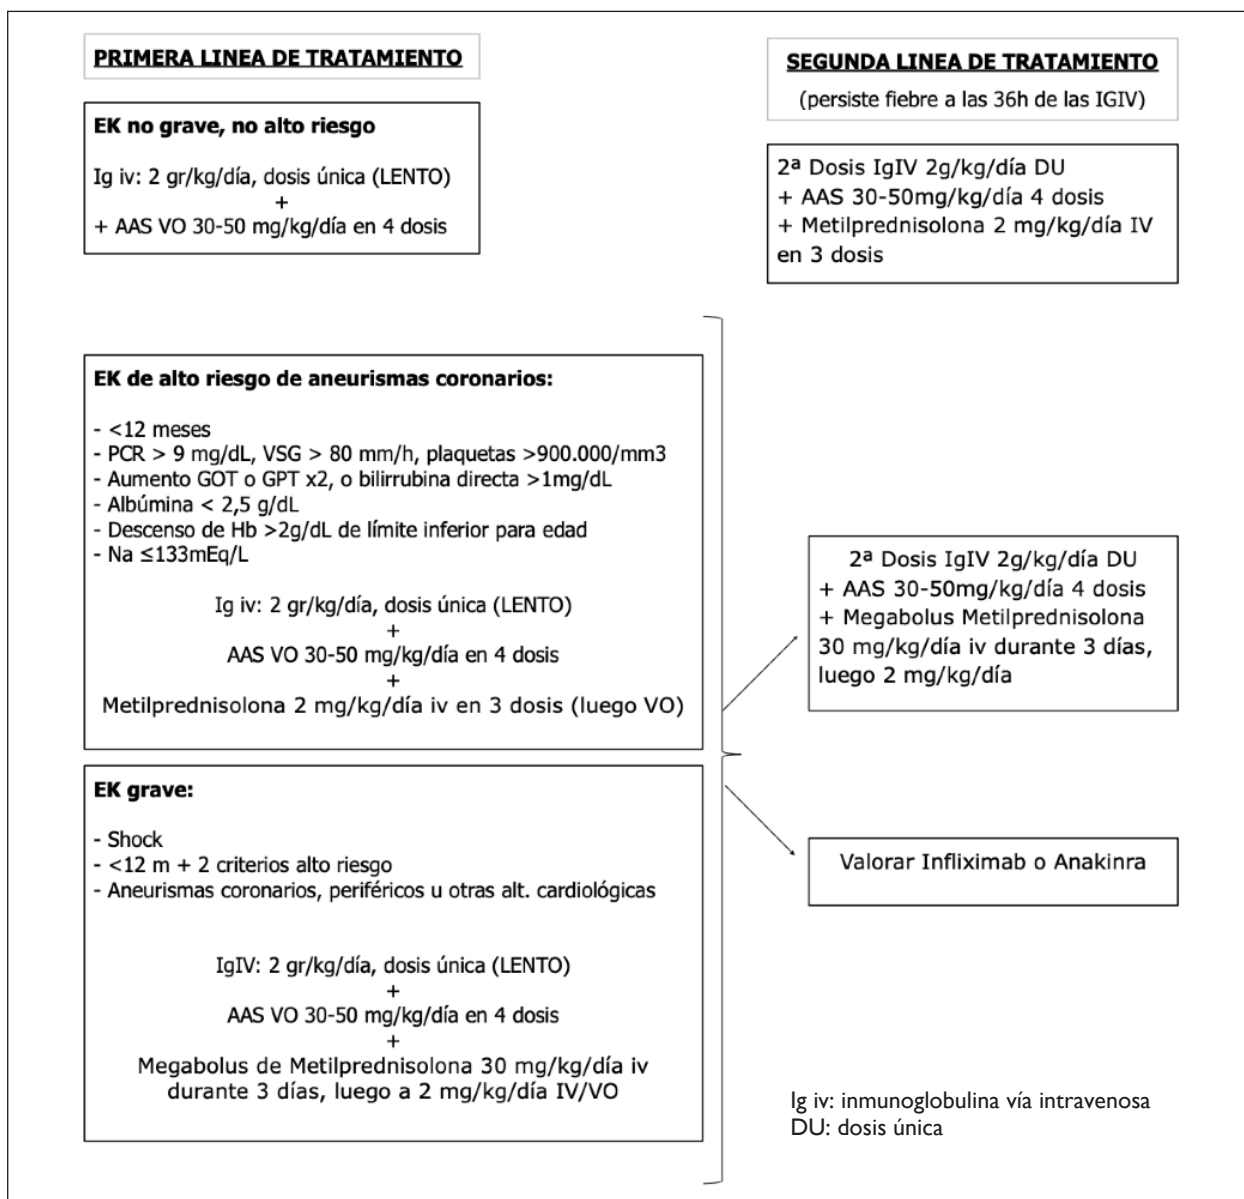 PRIMERA LINEA DE TRATAMIENTO
EK no grave, no alto riesgo
Ig iv: 2 gr/kg/día, dosis única (LENTO)
+
+ AAS VO 30-50 mg/kg/día en 4 dosis
EK de alto riesgo de aneurismas coronarios:
- <12 meses
- PCR > 9 mg/dL, VSG > 80 mm/h, plaquetas >900.000/mm3
- Aumento GOT o GPT x2, o bilirrubina directa >1mg/dL
- Albúmina < 2,5 g/dL
- Descenso de Hb >2g/dL de límite inferior para edad
- Na ≤133mEq/L
Ig iv: 2 gr/kg/día, dosis única (LENTO)
+
AAS VO 30-50 mg/kg/día en 4 dosis
+
Metilprednisolona 2 mg/kg/día iv en 3 dosis (luego VO)
EK grave:
- Shock
- <12 m + 2 criterios alto riesgo
- Aneurismas coronarios, periféricos u otras alt. cardiológicas
IgIV: 2 gr/kg/día, dosis única (LENTO)
+
AAS VO 30-50 mg/kg/día en 4 dosis
+
Megabolus de Metilprednisolona 30 mg/kg/día iv
durante 3 días, luego a 2 mg/kg/día IV/VO
SEGUNDA LINEA DE TRATAMIENTO
(persiste fiebre a las 36h de las IGIV)
2ª Dosis IgIV 2g/kg/día DU
+ AAS 30-50mg/kg/día 4 dosis
+ Metilprednisolona 2 mg/kg/día IV
en 3 dosis
2ª Dosis IgIV 2g/kg/día DU
+ AAS 30-50mg/kg/día 4 dosis
+ Megabolus Metilprednisolona
30 mg/kg/día iv durante 3 días,
luego 2 mg/kg/día
Valorar Infliximab o Anakinra
Ig iv: inmunoglobulina vía intravenosa
DU: dosis única